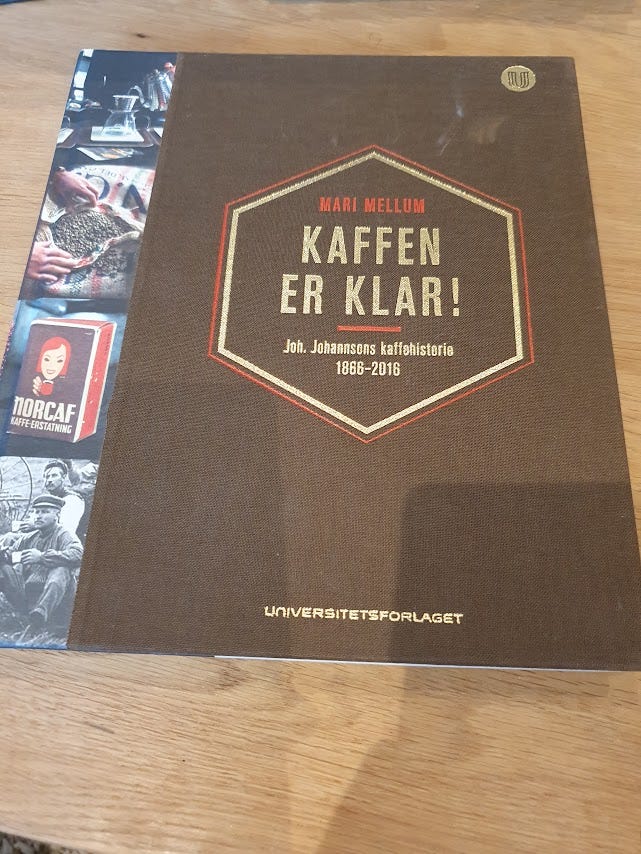 MARI MELLUM
KAFFEN
ER KLAR!
Joh. Johannsons kaffehistorie
1866–2016
UNIVERSITETSFORLAGET
NORCAF
KAFFE-ERSTATNING